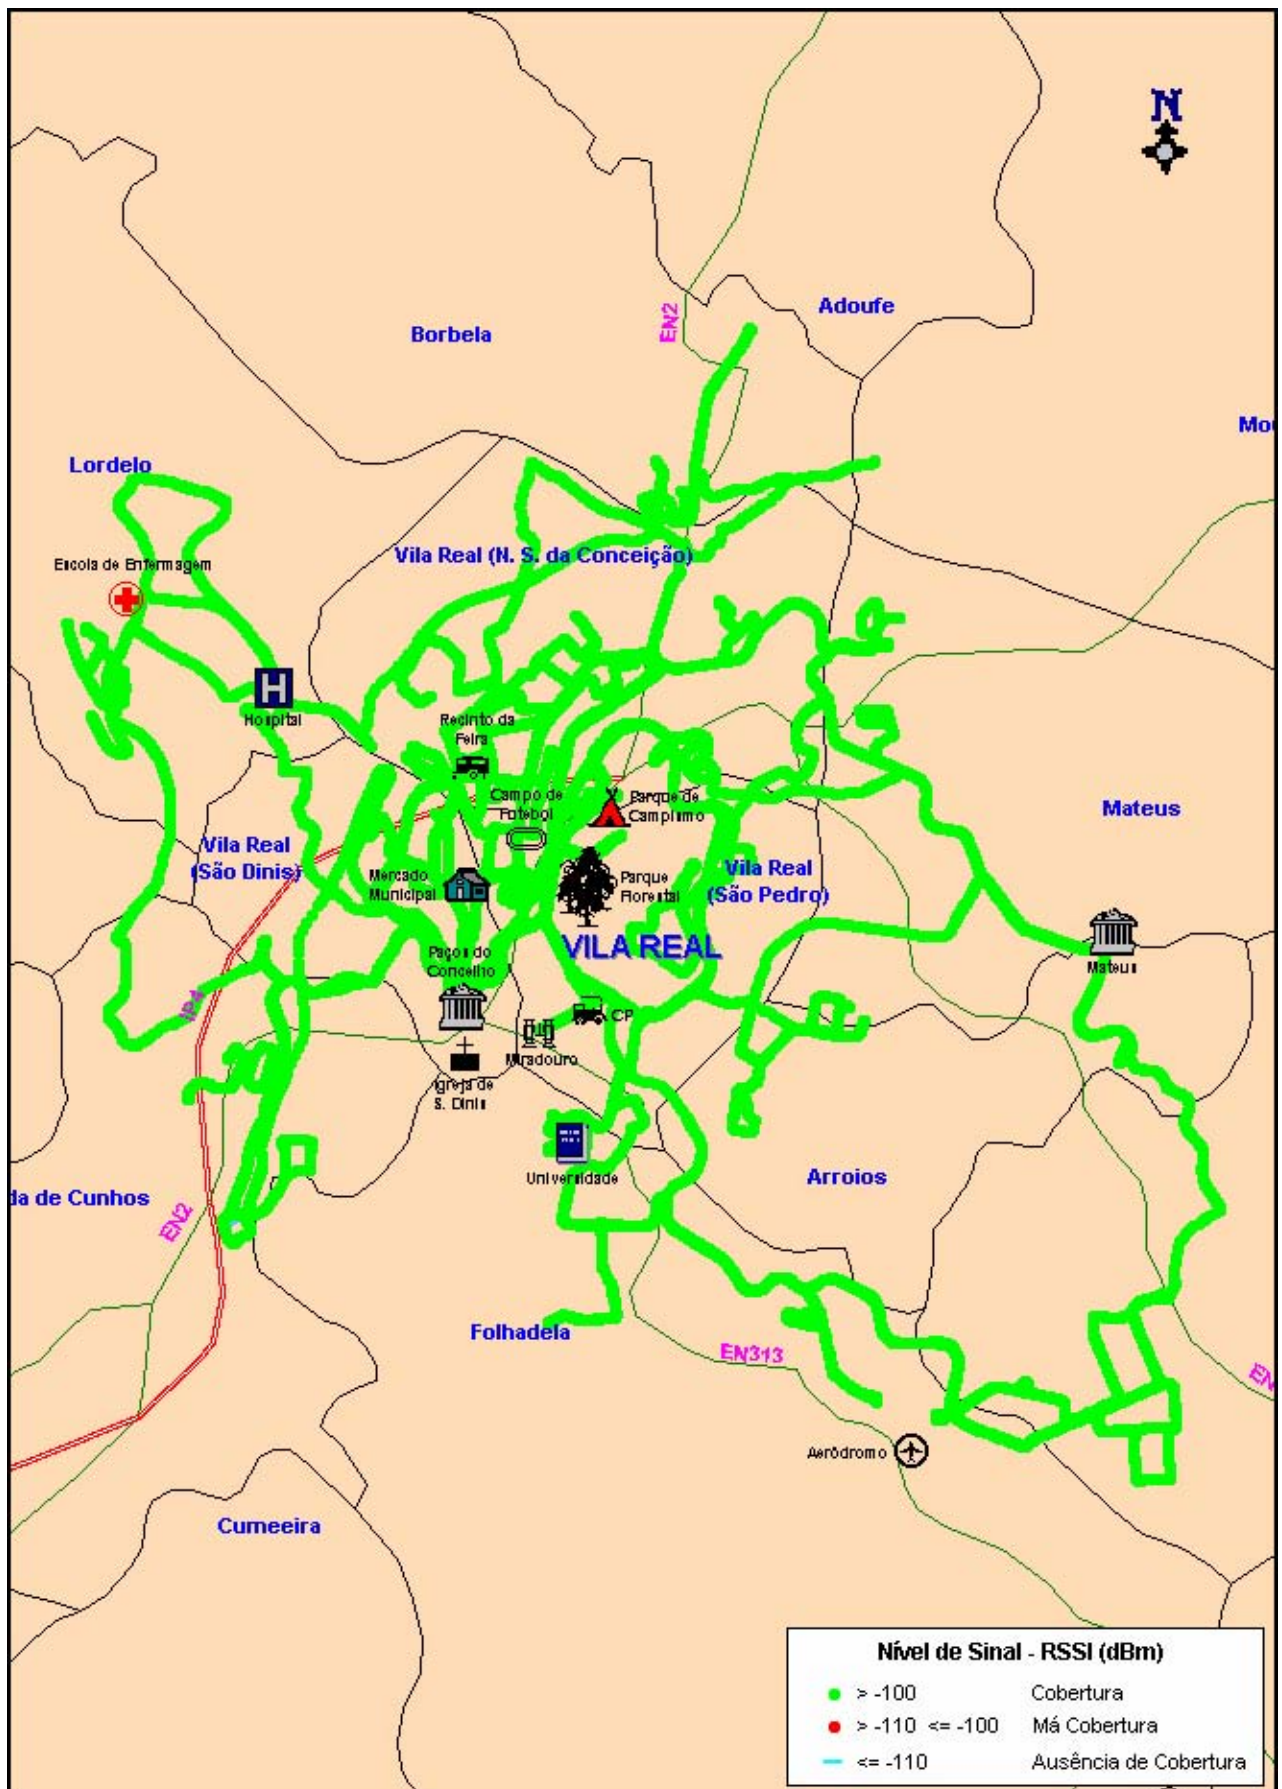 N
Adoufe
EN2
Borbela
Mou
Lordelo
Vila Real (N. S. da Conceição)
Escola de Enfermagem
H
Hospital
Recinto da
Feira
Campo de
Futebol
Parque de
Campismo
Mateus
Vila Real
(São Dinis)
Mercado
Municipal
Parque
Florestal
Vila Real
(São Pedro)
VILA REAL
Paços do
Concelho
Mateus
IP4
CP
Miradouro
Igreja de
S. Dinis
Universidade
Arroios
da de Cunhos
EN2
Folhadela
EN313
EN
Aeródromo
Cumeeira
Nível de Sinal - RSSI (dBm)
> -100 Cobertura
> -110 <= -100 Má Cobertura
<= -110 Ausência de Cobertura